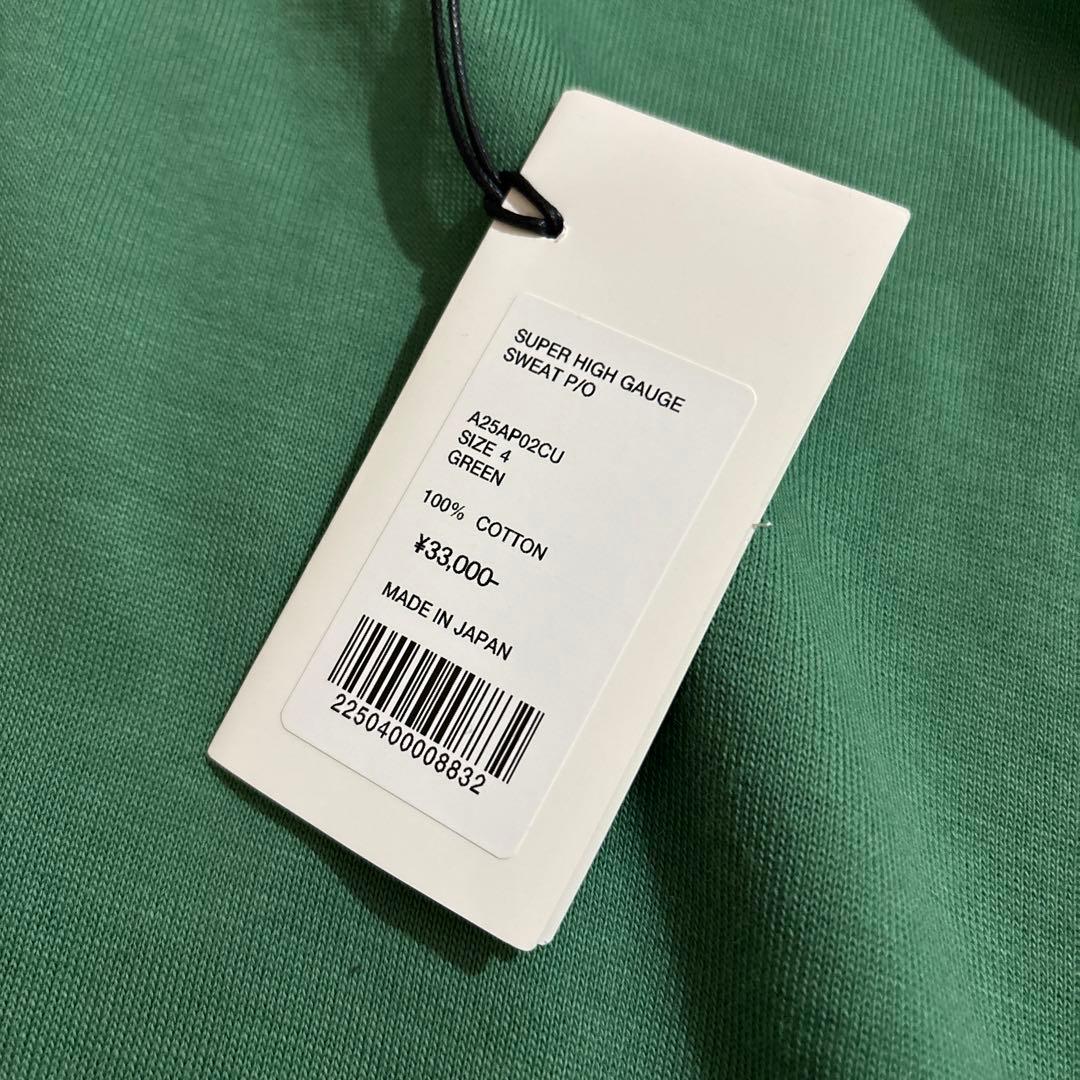 SUPER HIGH GAUGE
SWEAT P/O
A25AP02CU
SIZE 4
GREEN
100% COTTON
¥33,000-
MADE IN JAPAN
2250400008832